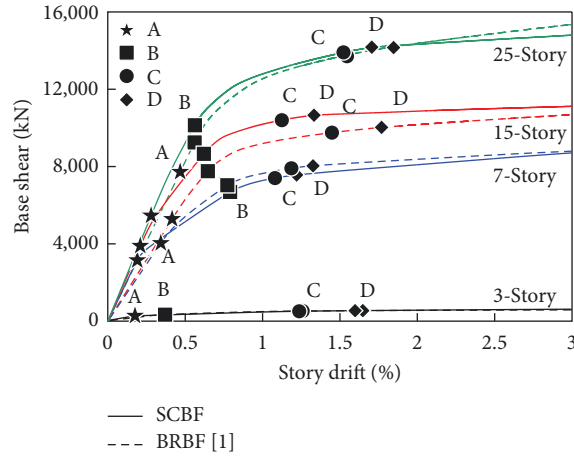 16,000
12,000
8,000
4,000
0
Base shear (kN)
A
B
C
D
C
D
25-Story
B
C
D
C
D
15-Story
A
7-Story
C
D
B
A
A
B
C
D
3-Story
0
0.5
1
1.5
2
2.5
3
Story drift (%)
SCBF
BRBF [1]